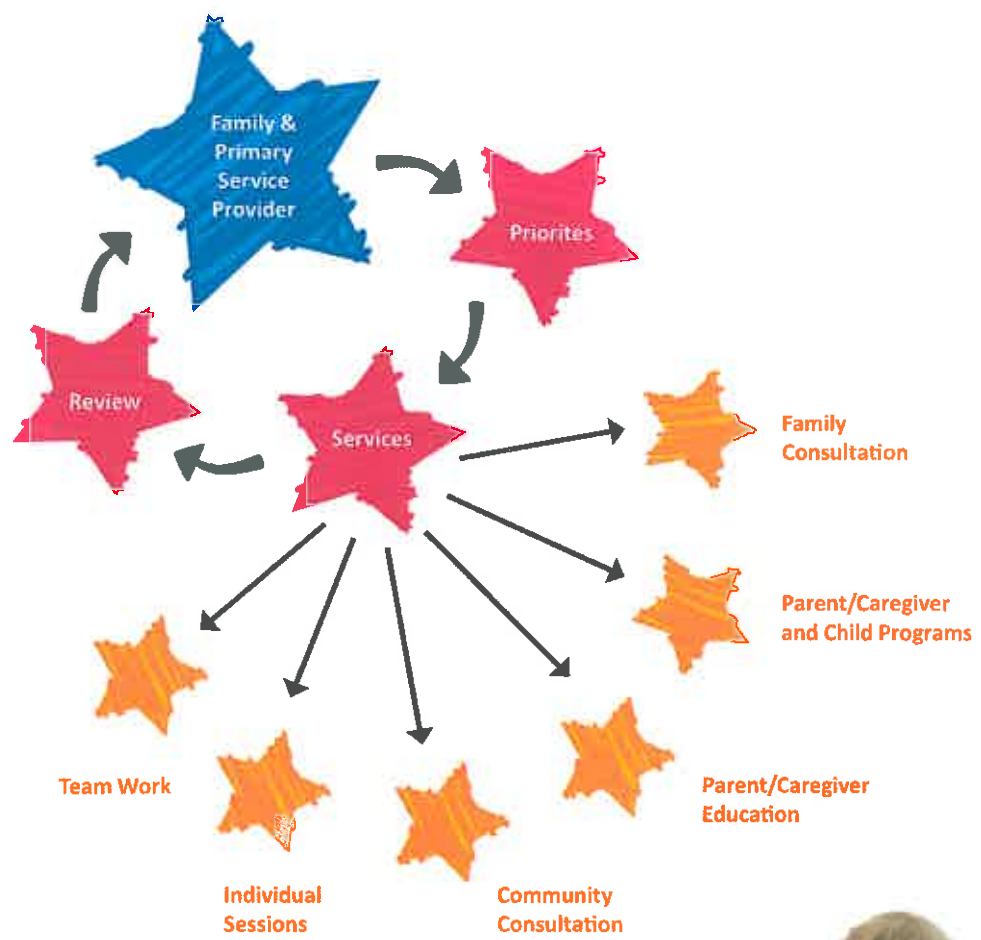 Family &
Primary
Service
Provider
Priorites
Review
Services
Family
Consultation
Parent/Caregiver
and Child Programs
Team Work
Parent/Caregiver
Education
Individual
Sessions
Community
Consultation